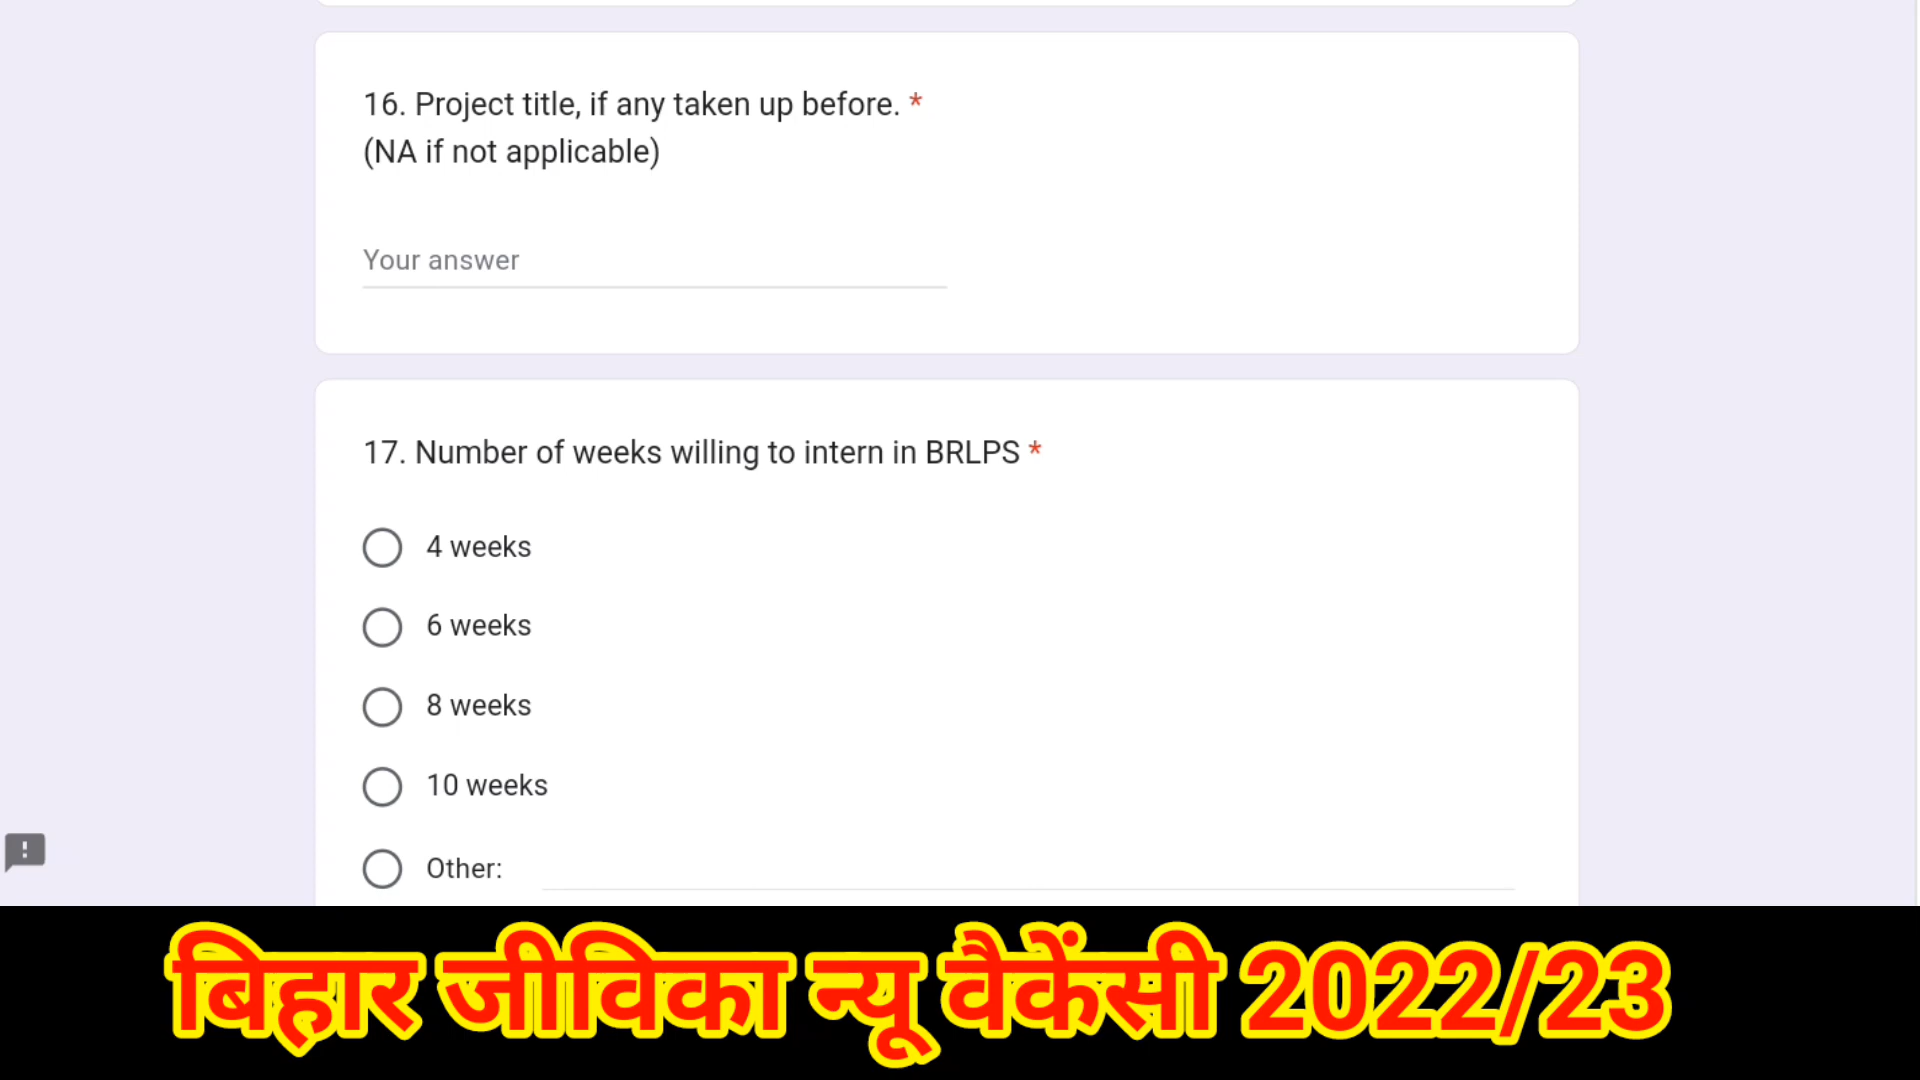 16. Project title, if any taken up before. *
(NA if not applicable)
Your answer
17. Number of weeks willing to intern in BRLPS *
4 weeks
6 weeks
8 weeks
10 weeks
Other:
बिहार जीविका न्यू वैकेंसी 2022/23